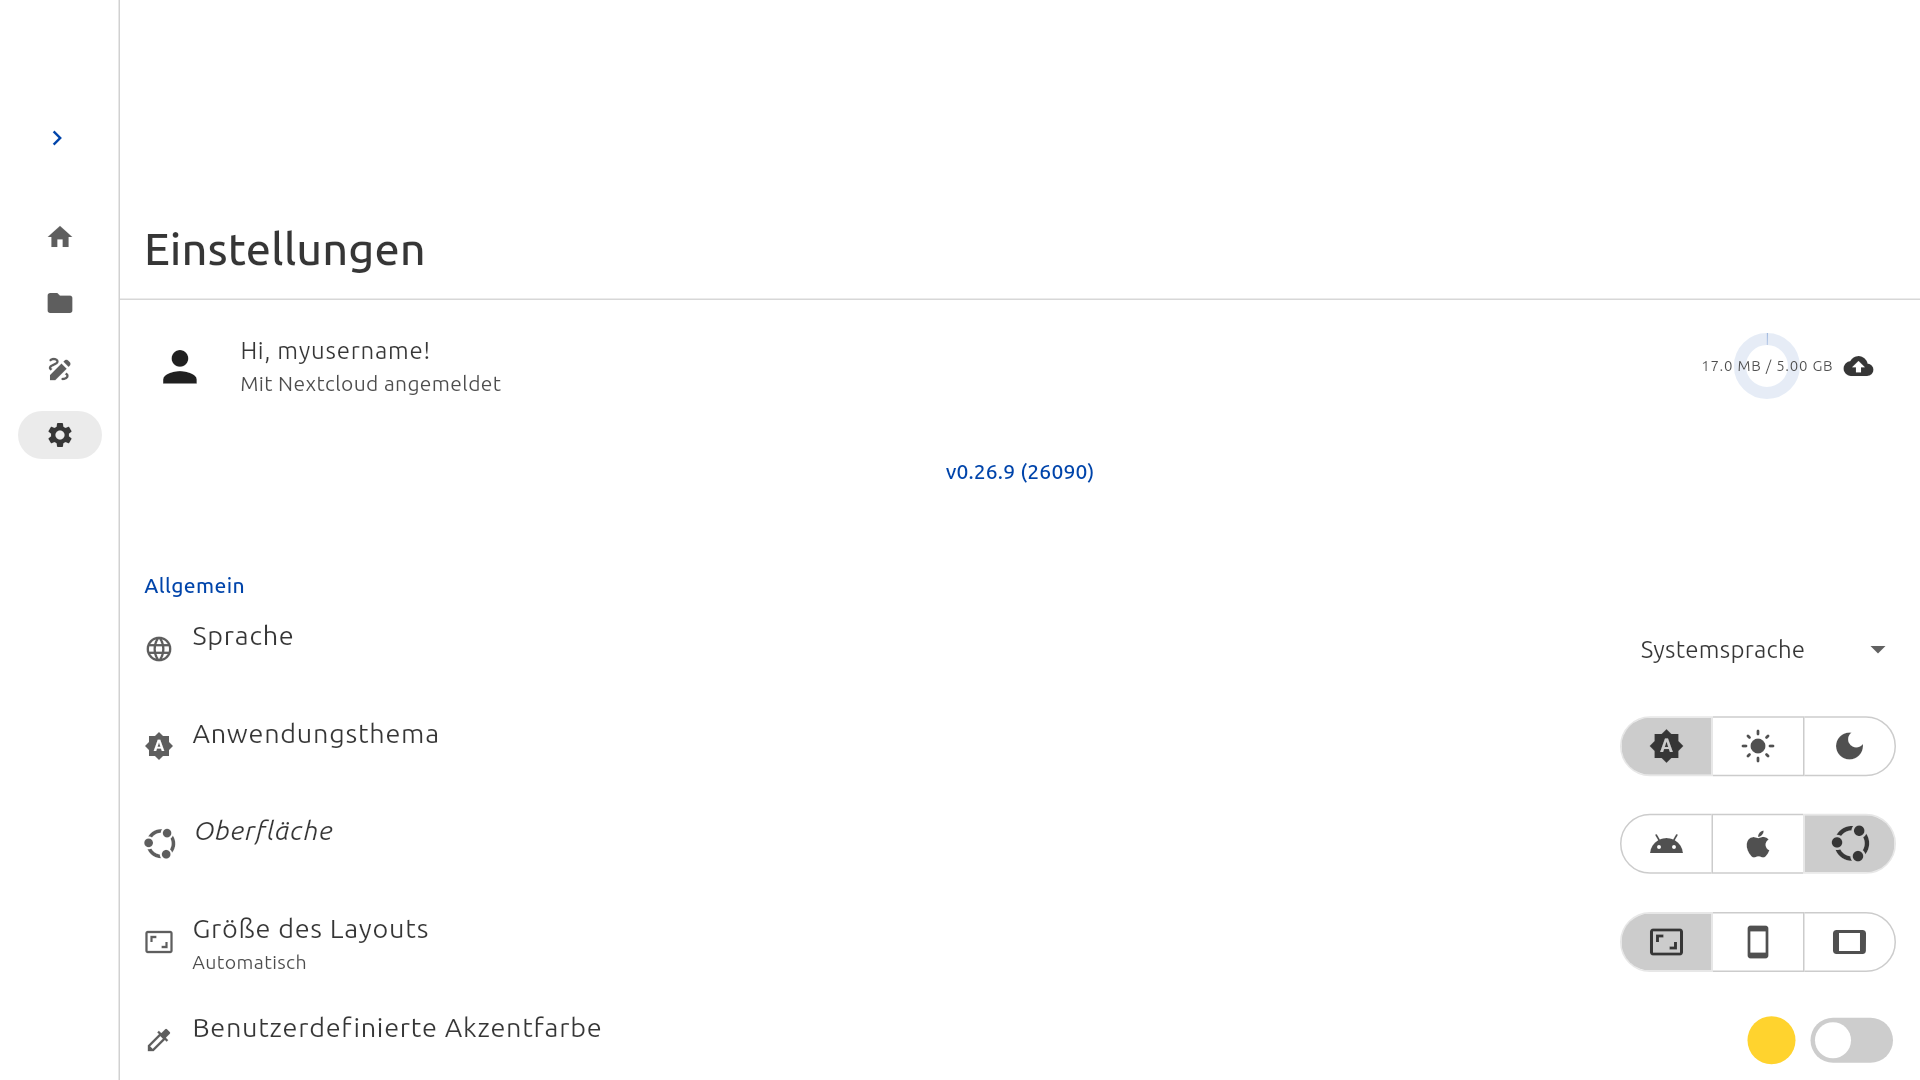 Einstellungen
Hi, myusername!
Mit Nextcloud angemeldet
17.0 MB / 5.00 GB
v0.26.9 (26090)
Allgemein
Sprache
Systemsprache
Anwendungsthema
A
A
Oberfläche
Größe des Layouts
Automatisch
Benutzerdefinierte Akzentfarbe